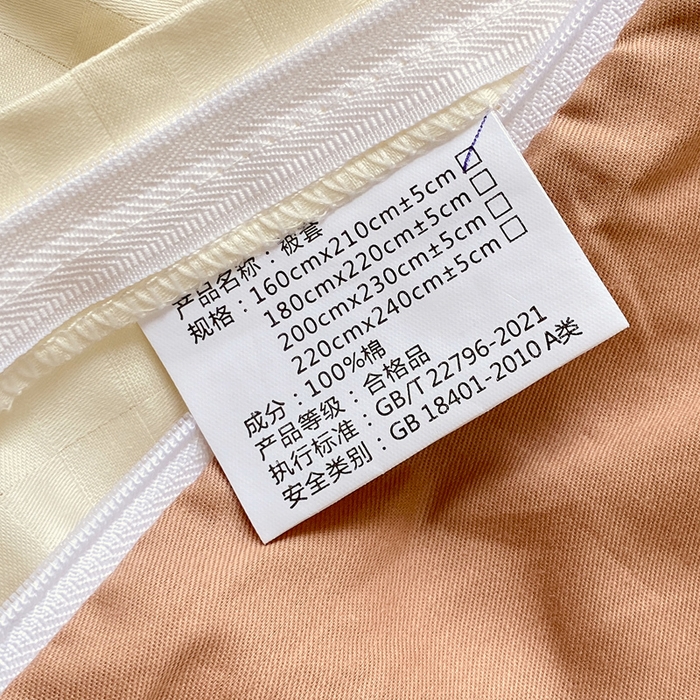 产品名称：被套
规格：160cmx210cm±5cm☑
180cmx220cm±5cm□
200cmx230cm±5cm□
220cmx240cm±5cm□
成分：100%棉
产品等级：合格品
执行标准：GB/T 22796-2021
安全类别：GB 18401-2010 A类